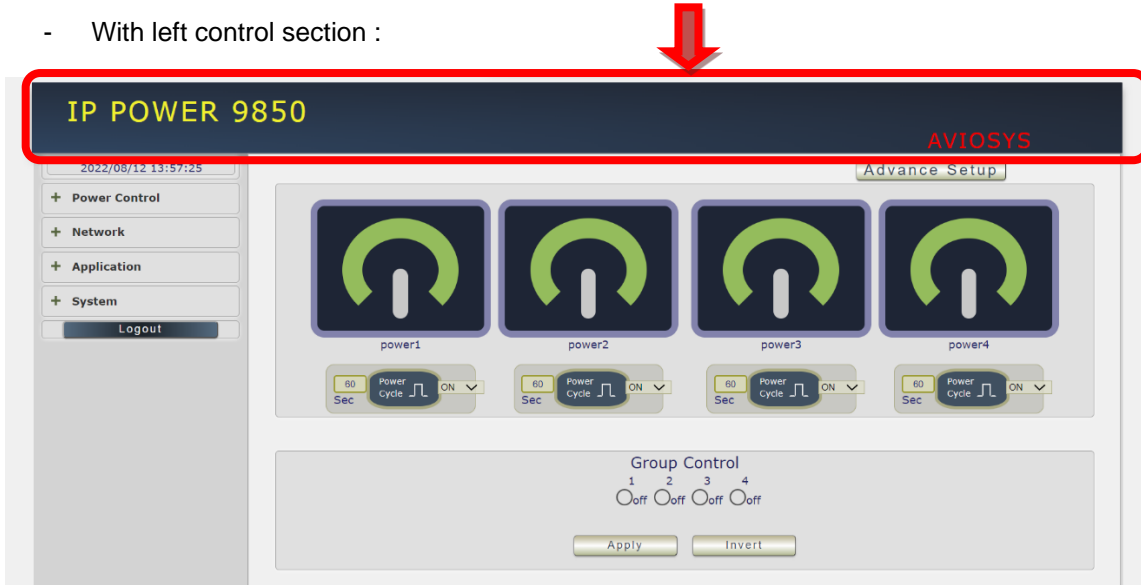 - With left control section :
IP POWER 9850
AVIOSYS
2022/08/12 13:57:25
Advance Setup
+ Power Control
+ Network
+ Application
+ System
Logout
power1 power2 power3 power4
60 Sec Power Cycle ON 60 Sec Power Cycle ON 60 Sec Power Cycle ON 60 Sec Power Cycle ON
Group Control
1 2 3 4
off off off off
Apply Invert